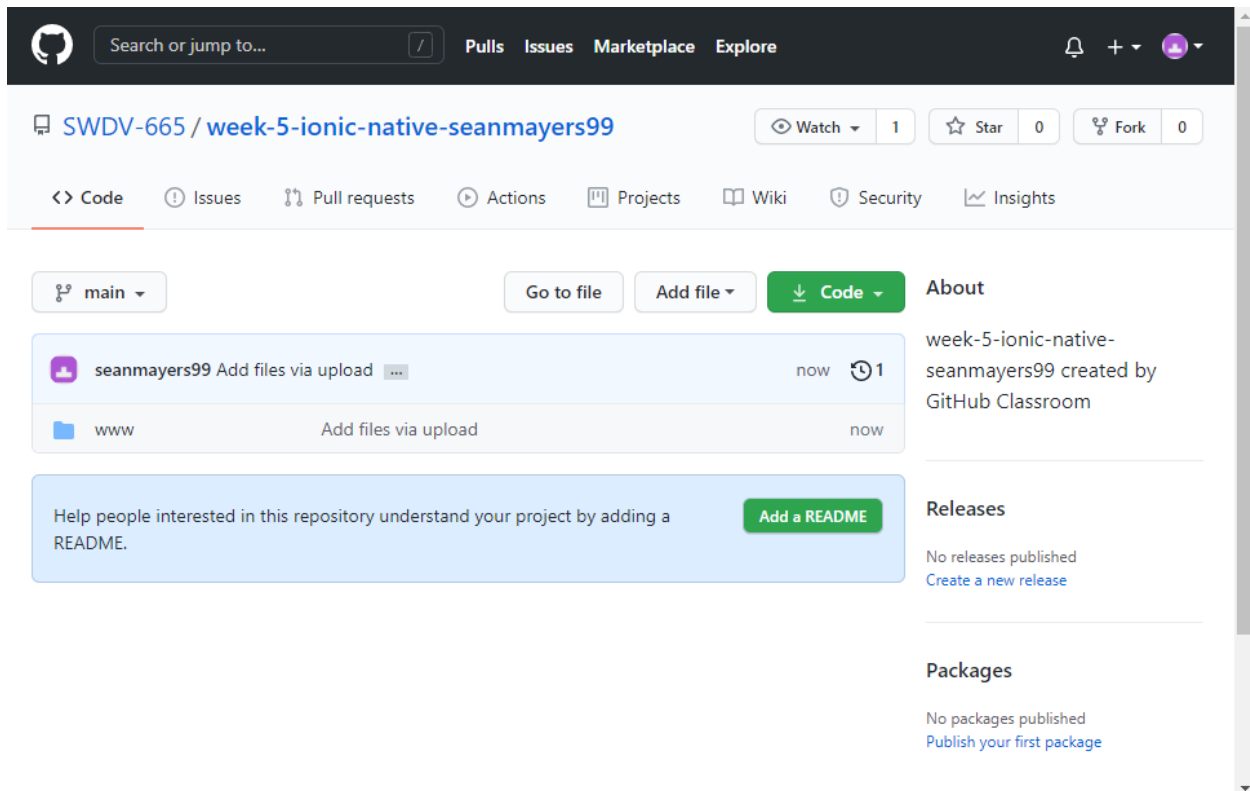 Search or jump to... / Pulls Issues Marketplace Explore
SWDV-665 / week-5-ionic-native-seanmayers99 Watch 1 Star 0 Fork 0
<> Code Issues Pull requests Actions Projects Wiki Security Insights
main Go to file Add file Code
seanmayers99 Add files via upload ... now 1
www Add files via upload now
Help people interested in this repository understand your project by adding a
README.
Add a README
About
week-5-ionic-native-
seanmayers99 created by
GitHub Classroom
Releases
No releases published
Create a new release
Packages
No packages published
Publish your first package